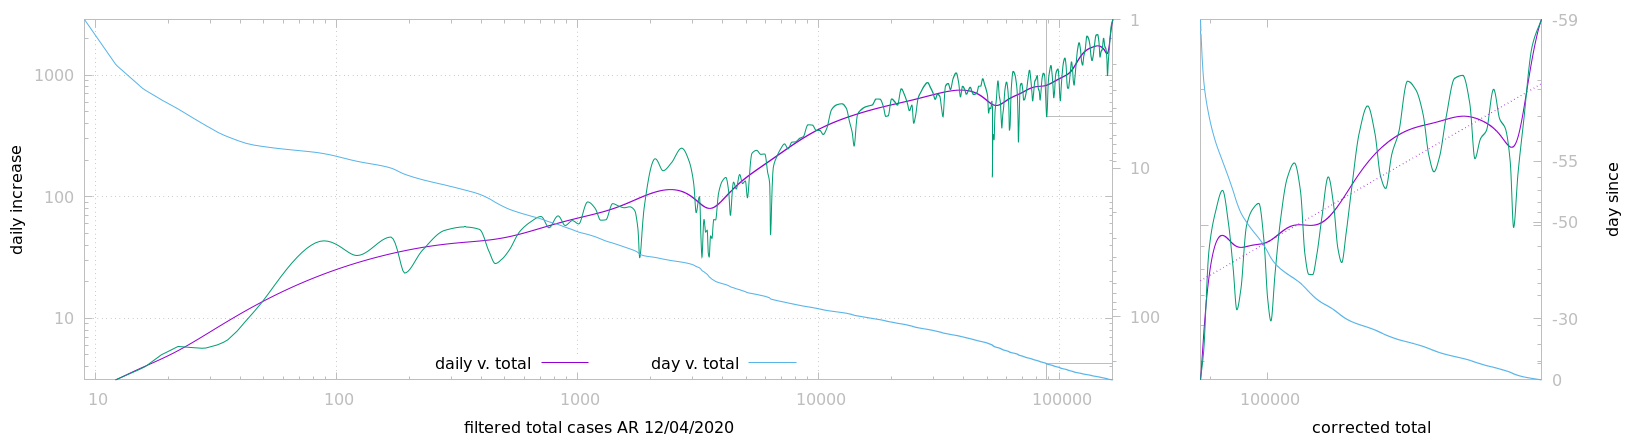 1 -59
1000
daily increase
day since
10 -55
100
-50
10 100 -30
daily v. total day v. total
0
10 100 1000 10000 100000 100000
filtered total cases AR 12/04/2020 corrected total